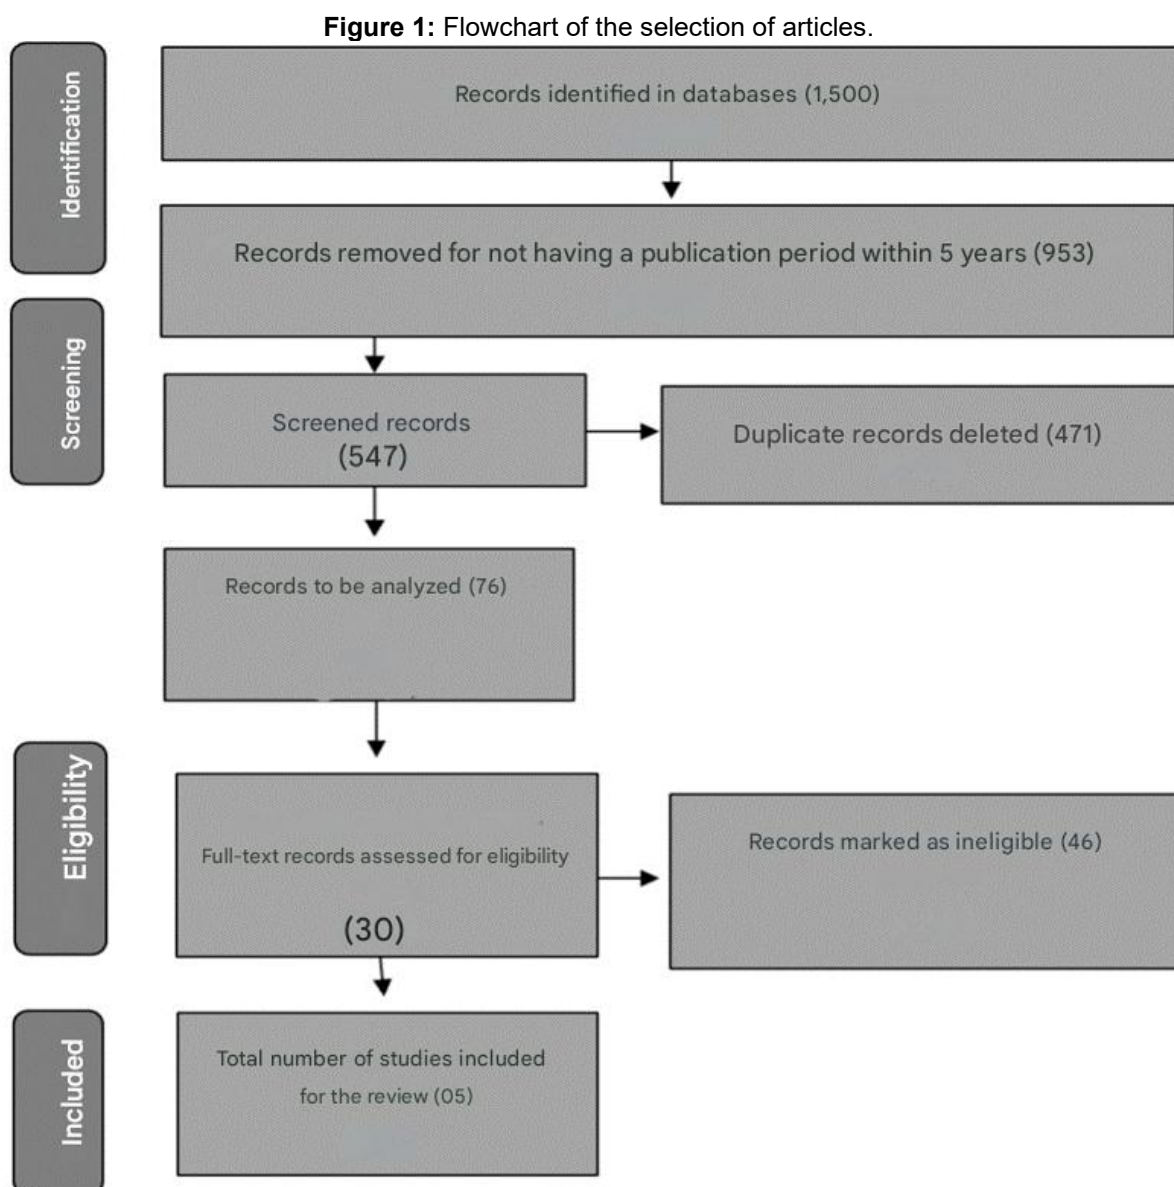 Figure 1: Flowchart of the selection of articles.
Identification
Records identified in databases (1,500)
Records removed for not having a publication period within 5 years (953)
Screening
Screened records
(547)
Duplicate records deleted (471)
Records to be analyzed (76)
Eligibility
Full-text records assessed for eligibility
(30)
Records marked as ineligible (46)
Included
Total number of studies included
for the review (05)